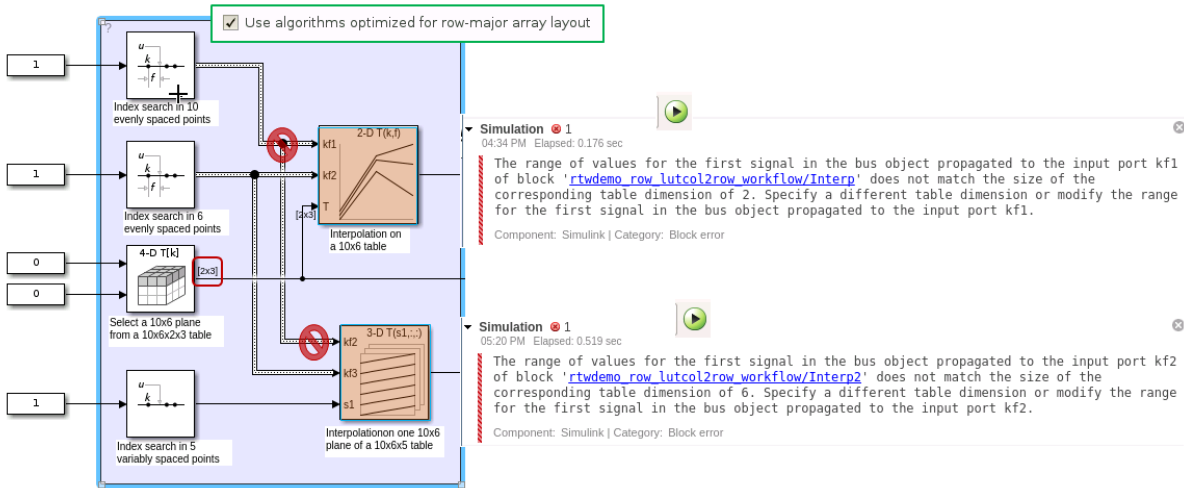 Use algorithms optimized for row-major array layout
?
1
u
k
f
Index search in 10
evenly spaced points
1
u
k
f
Index search in 6
evenly spaced points
0
0
4-D T[k]
[2x3]
Select a 10x6 plane
from a 10x6x2x3 table
1
u
k
Index search in 5
variably spaced points
2-D T(k,f)
kf1
kf2
T
[2x3]
Interpolation on
a 10x6 table
3-D T(s1,:,:)
kf2
kf3
s1
Interpolationon one 10x6
plane of a 10x6x5 table
Simulation 1
04:34 PM Elapsed: 0.176 sec
The range of values for the first signal in the bus object propagated to the input port kf1
of block 'rtwdemo_row_lutcol2row_workflow/Interp' does not match the size of the
corresponding table dimension of 2. Specify a different table dimension or modify the range
for the first signal in the bus object propagated to the input port kf1.
Component: Simulink | Category: Block error
Simulation 1
05:20 PM Elapsed: 0.519 sec
The range of values for the first signal in the bus object propagated to the input port kf2
of block 'rtwdemo_row_lutcol2row_workflow/Interp2' does not match the size of the
corresponding table dimension of 6. Specify a different table dimension or modify the range
for the first signal in the bus object propagated to the input port kf2.
Component: Simulink | Category: Block error